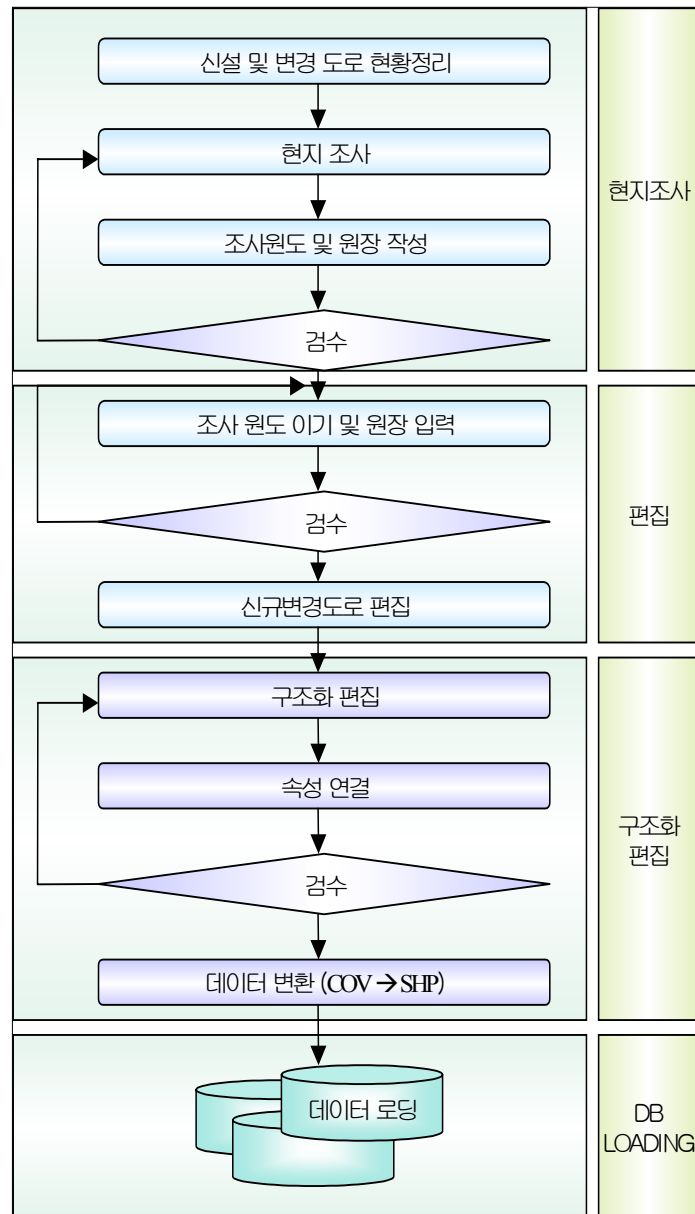 신설 및 변경 도로 현황정리
현지 조사
조사원도 및 원장 작성
검수
현지조사
조사 원도 이기 및 원장 입력
검수
신규변경도로 편집
편집
구조화 편집
속성 연결
검수
데이터 변환 (COV → SHP)
구조화
편집
데이터 로딩
DB
LOADING